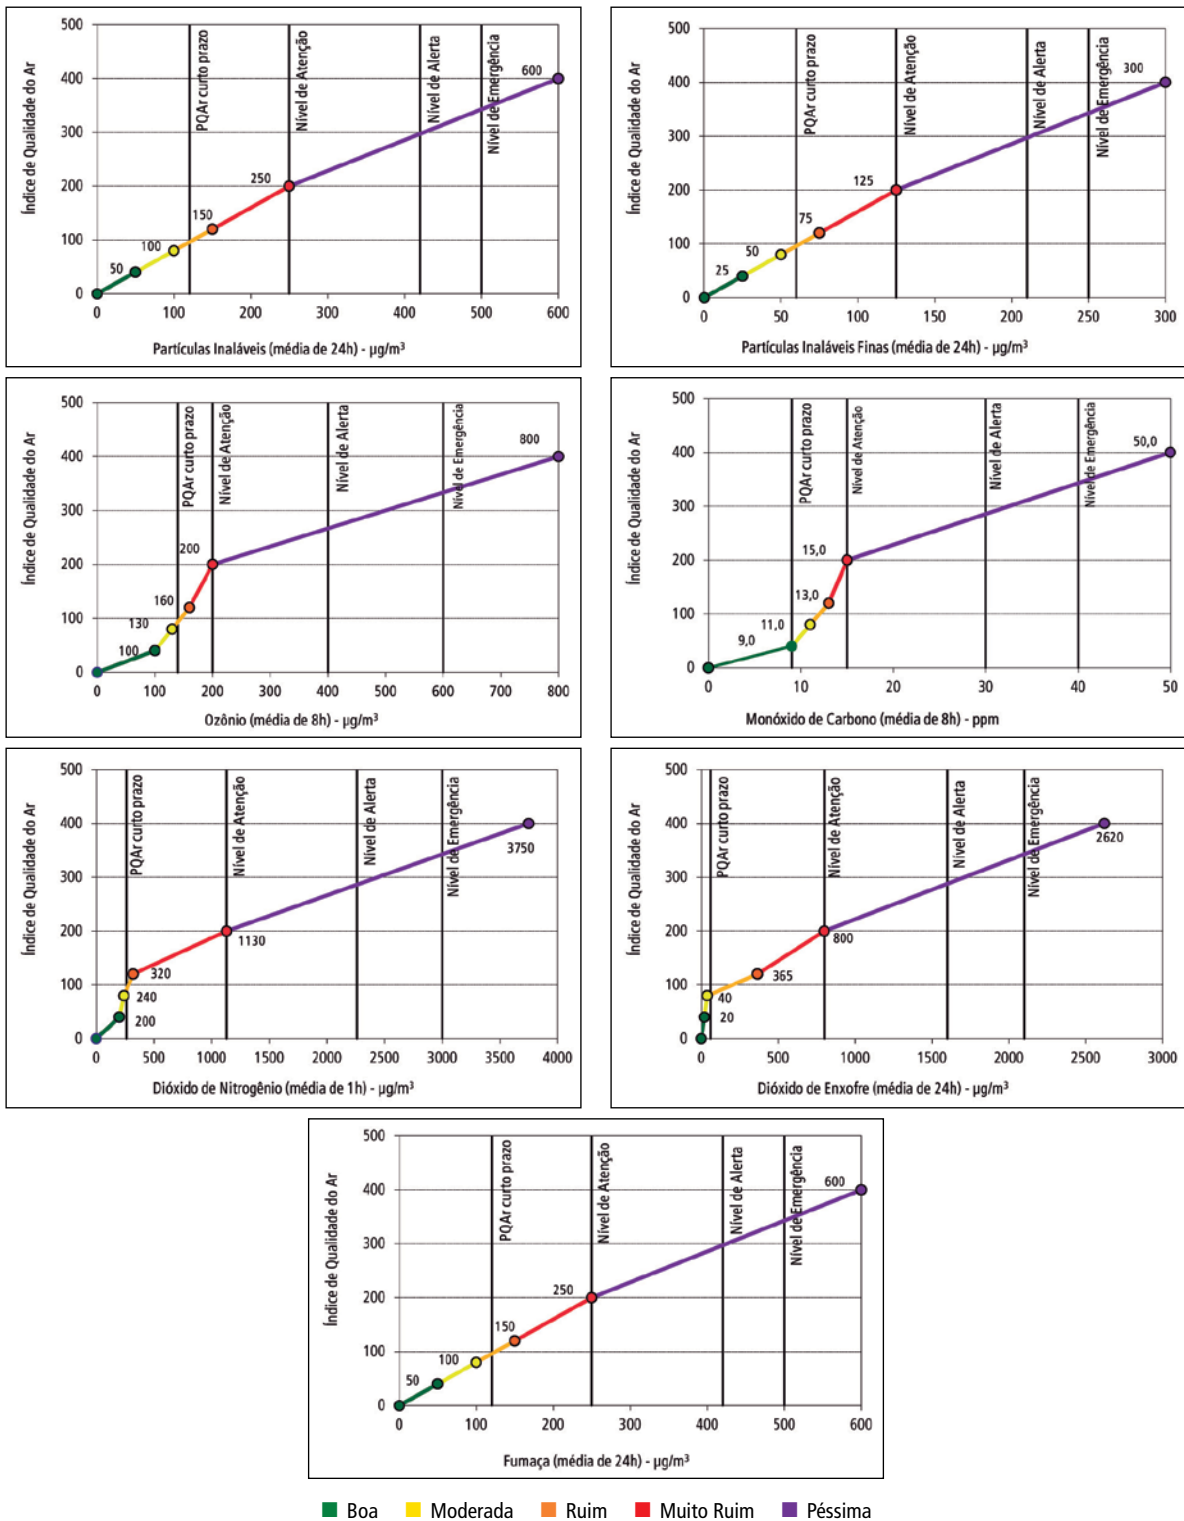 500
400
300
200
100
0
Índice de Qualidade do Ar
50
100
150
250
600
PQAr curto prazo
Nível de Atenção
Nível de Alerta
Nível de Emergência
0 100 200 300 400 500 600
Partículas Inaláveis (média de 24h) - µg/m³
500
400
300
200
100
0
Índice de Qualidade do Ar
25
50
75
125
300
PQAr curto prazo
Nível de Atenção
Nível de Alerta
Nível de Emergência
0 50 100 150 200 250 300
Partículas Inaláveis Finas (média de 24h) - µg/m³
500
400
300
200
100
0
Índice de Qualidade do Ar
100
130
160
200
800
PQAr curto prazo
Nível de Atenção
Nível de Alerta
Nível de Emergência
0 100 200 300 400 500 600 700 800
Ozônio (média de 8h) - µg/m³
500
400
300
200
100
0
Índice de Qualidade do Ar
9,0
11,0
13,0
15,0
50,0
PQAr curto prazo
Nível de Atenção
Nível de Alerta
Nível de Emergência
0 10 20 30 40 50
Monóxido de Carbono (média de 8h) - ppm
500
400
300
200
100
0
Índice de Qualidade do Ar
200
240
320
1130
3750
PQAr curto prazo
Nível de Atenção
Nível de Alerta
Nível de Emergência
0 500 1000 1500 2000 2500 3000 3500 4000
Dióxido de Nitrogênio (média de 1h) - µg/m³
500
400
300
200
100
0
Índice de Qualidade do Ar
20
40
365
800
2620
PQAr curto prazo
Nível de Atenção
Nível de Alerta
Nível de Emergência
0 500 1000 1500 2000 2500 3000
Dióxido de Enxofre (média de 24h) - µg/m³
500
400
300
200
100
0
Índice de Qualidade do Ar
50
100
150
250
600
PQAr curto prazo
Nível de Atenção
Nível de Alerta
Nível de Emergência
0 100 200 300 400 500 600
Fumaça (média de 24h) - µg/m³
Boa Moderada Ruim Muito Ruim Péssima